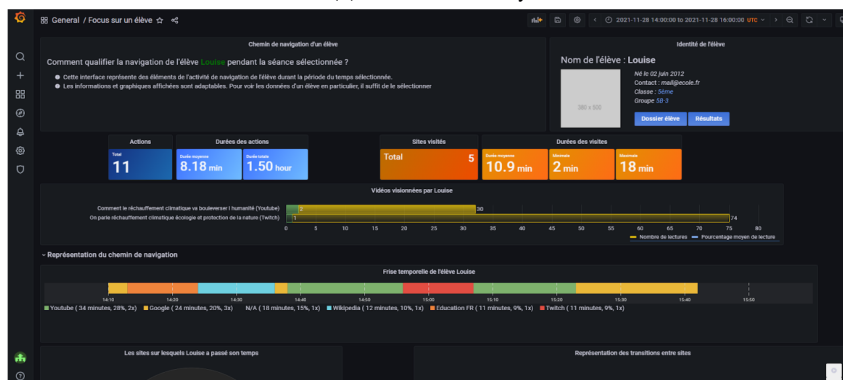 General / Focus sur un élève
2021-11-28 14:00:00 to 2021-11-28 16:00:00 UTC
Chemin de navigation d'un élève
Comment qualifier la navigation de l'élève Louise pendant la séance sélectionnée ?
Cette interface représente des éléments de l'activité de navigation de l'élève durant la période du temps sélectionnée.
Les informations et graphiques affichées sont adaptables. Pour voir les données d'un élève en particulier, il suffit de le sélectionner
Identité de l'élève
Nom de l'élève : Louise
Né le 02 juin 2012
Contact : mail@ecole.fr
Classe : 5ème
Groupe SB 3
Dossier élève
Résultats
Actions
Total
11
Durées des actions
Durée moyenne
8.18 min
Durée totale
1.50 hour
Sites visités
Total
5
Durées des visites
Durée moyenne
10.9 min
Minimale
2 min
Maximale
18 min
Vidéos visionnées par Louise
Comment le réchauffement climatique va bouleverser l humanité (Youtube)
3
30
On parle réchauffement climatique écologie et protection de la nature (Twitch)
1
74
0 5 10 15 20 25 30 35 40 45 50 55 60 65 70 75 80
Nombre de lectures
Pourcentage moyen de lecture
Représentation du chemin de navigation
Frise temporelle de l'élève Louise
14:10 14:20 14:30 14:40 15:00 15:10 15:20 15:30 15:40 15:50
Youtube ( 34 minutes, 28%, 2x) Google ( 24 minutes, 20%, 3x) N/A ( 18 minutes, 15%, 1x) Wikipedia ( 12 minutes, 10%, 1x) Education FR ( 11 minutes, 9%, 1x) Twitch ( 11 minutes, 9%, 1x)
Les sites sur lesquels Louise a passé son temps
Représentation des transitions entre sites